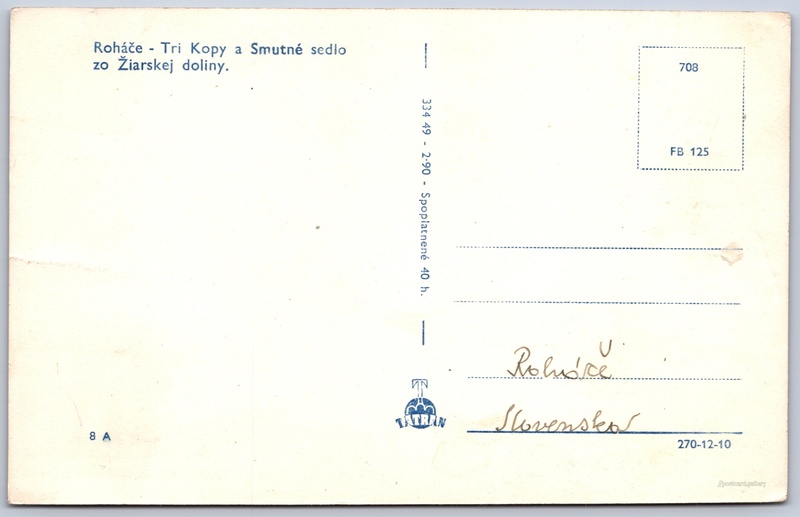 Roháče - Tri Kopy a Smutné sedlo
zo Žiarskej doliny.
8 A
334 49 - 2·90 - Spoplatnené 40 h.
TATRAN
708
FB 125
Roháče
Slovensko
270-12-10